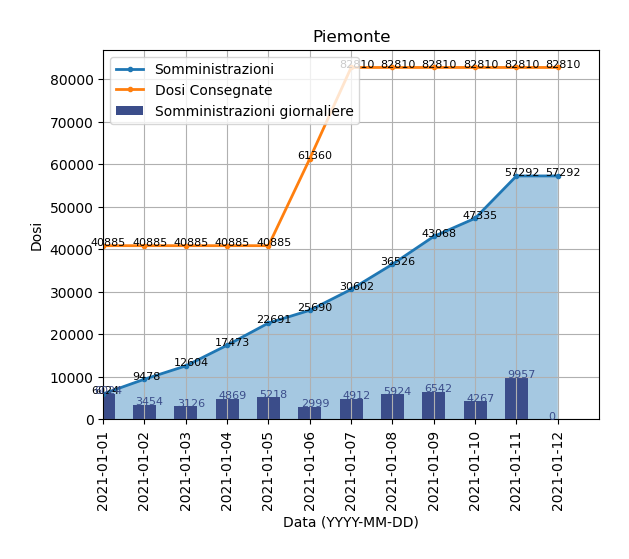 Piemonte
Somministrazioni
Dosi Consegnate
Somministrazioni giornaliere
Dosi
80000
70000
60000
50000
40000
30000
20000
10000
0
82810 82810 82810 82810 82810 82810
61360
40885 40885 40885 40885 40885
6024 9478 12604 17473 22691 25690 30602 36526 43068 47335 57292 57292
6024 3454 3126 4869 5218 2999 4912 5924 6542 4267 9957 0
2021-01-01
2021-01-02
2021-01-03
2021-01-04
2021-01-05
2021-01-06
2021-01-07
2021-01-08
2021-01-09
2021-01-10
2021-01-11
2021-01-12
Data (YYYY-MM-DD)